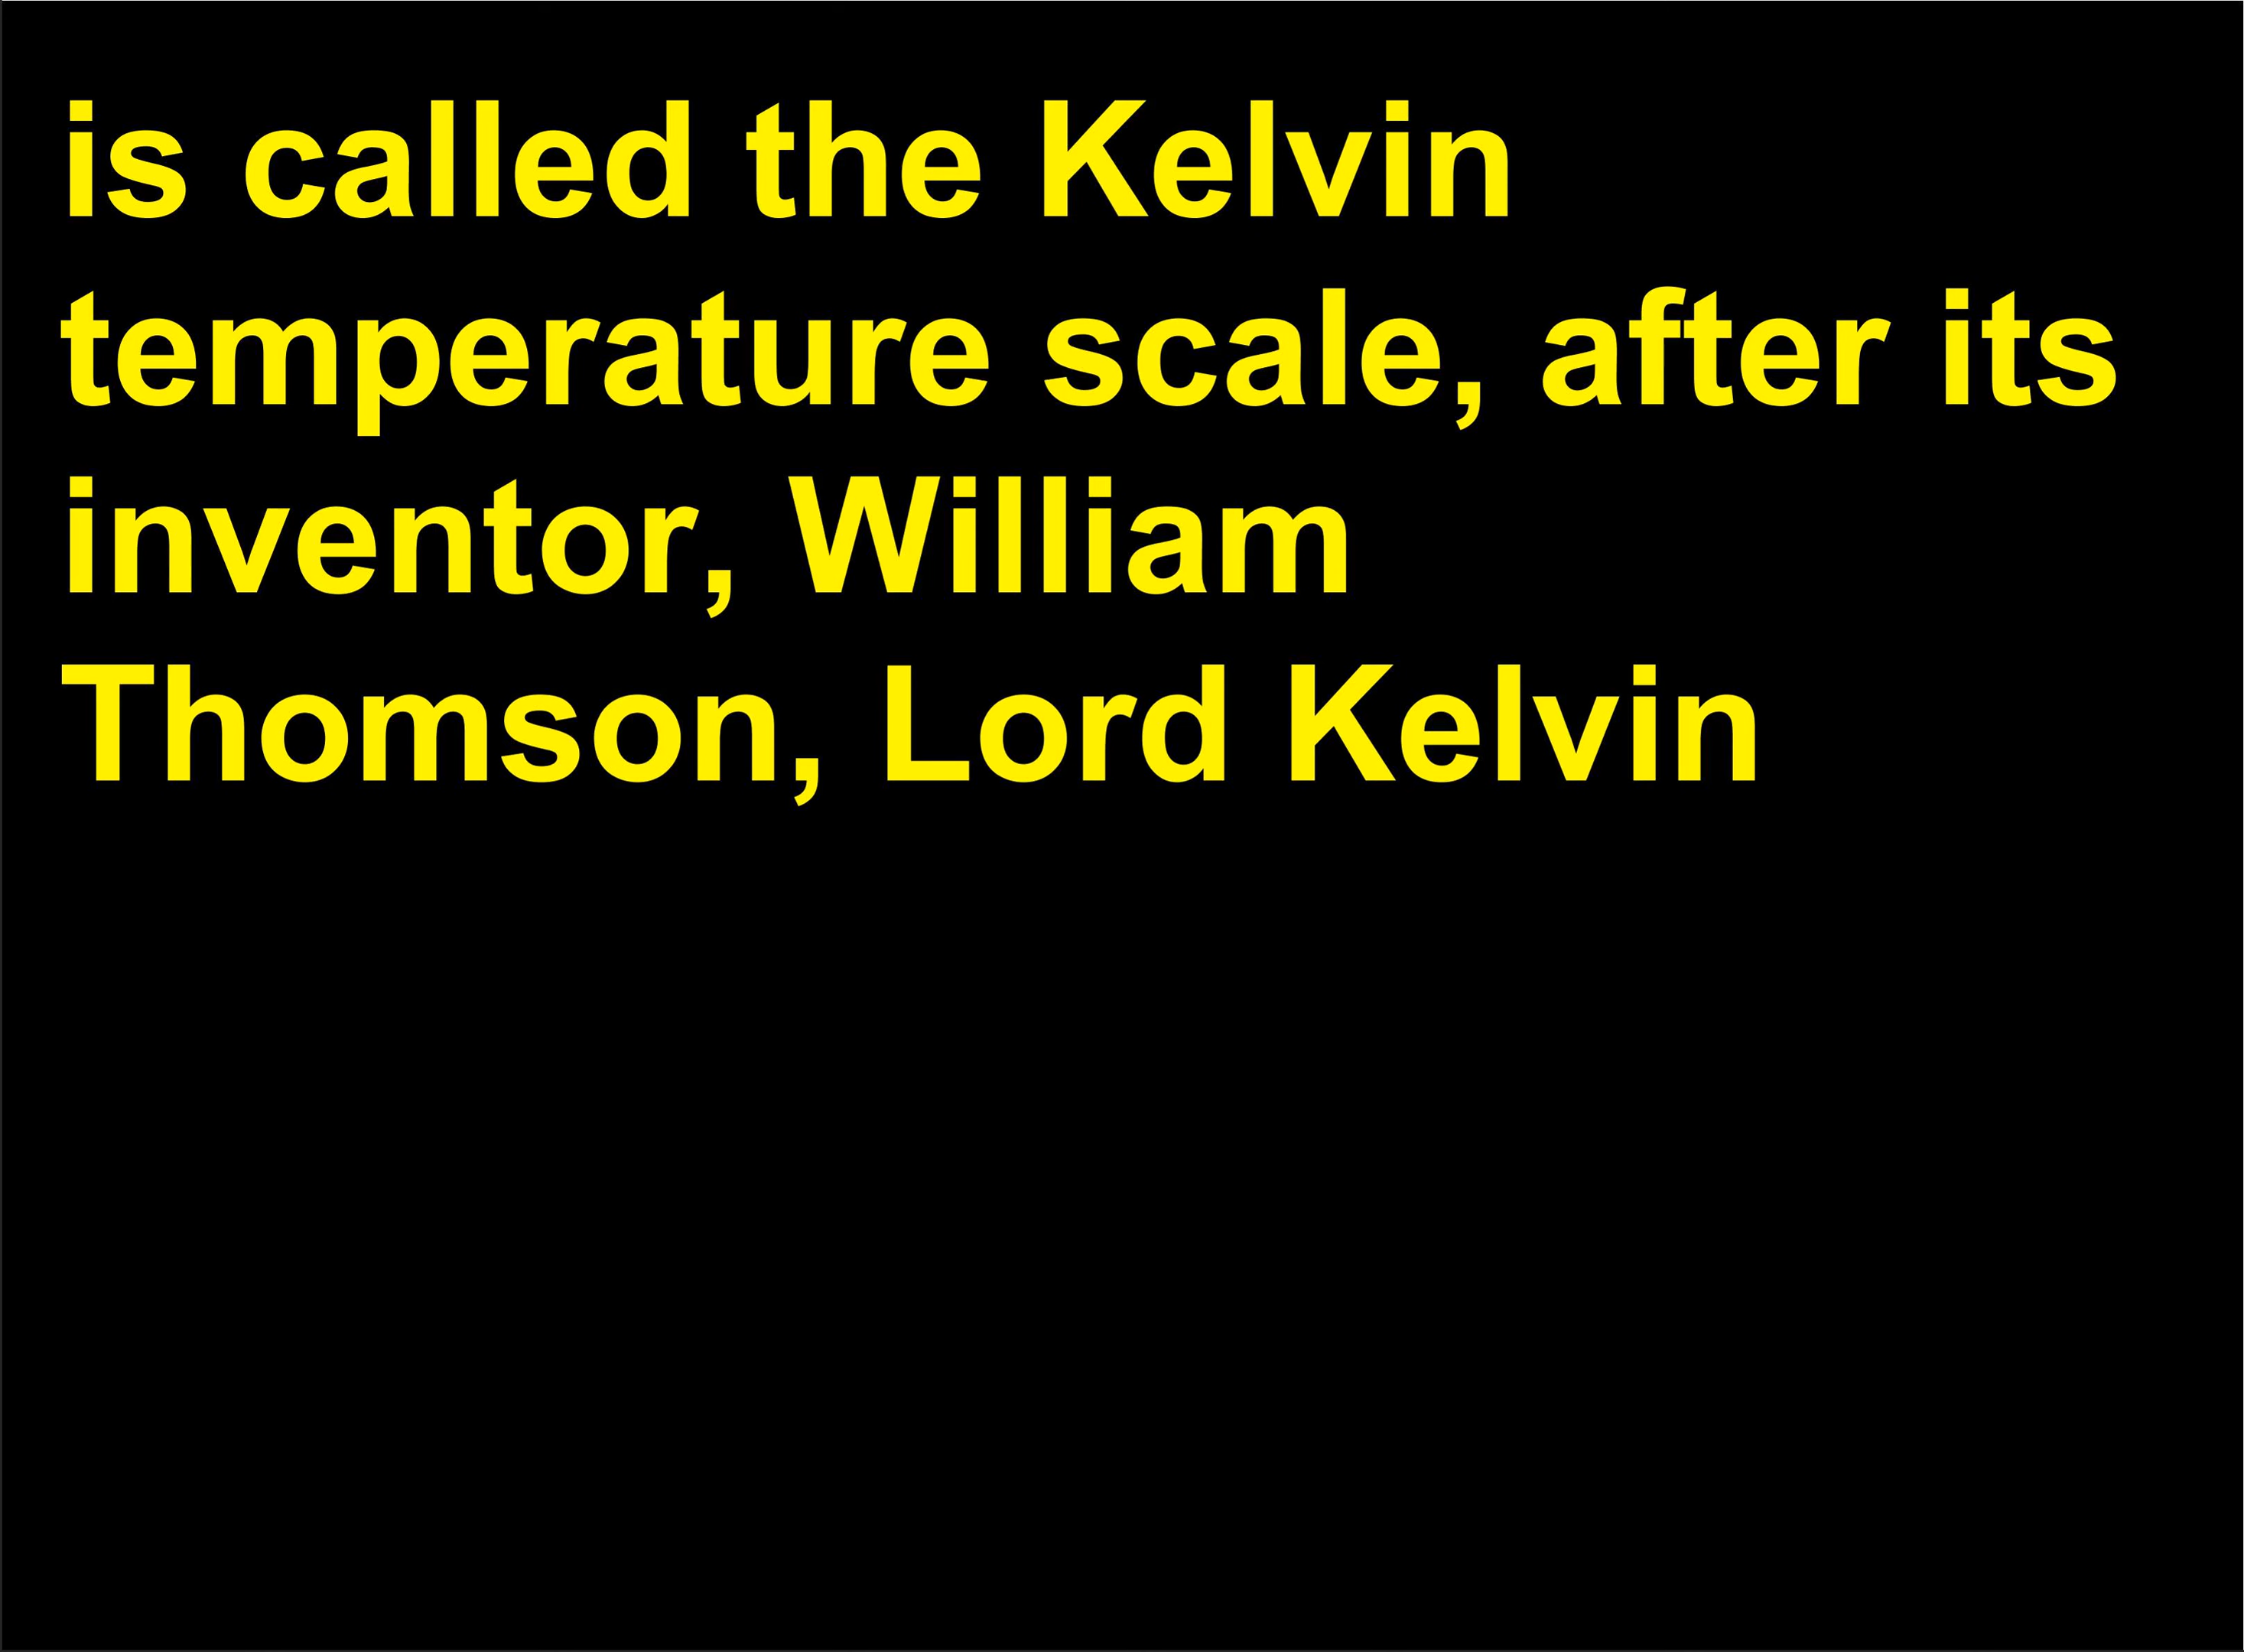 is called the Kelvin
temperature scale, after its
inventor, William
Thomson, Lord Kelvin